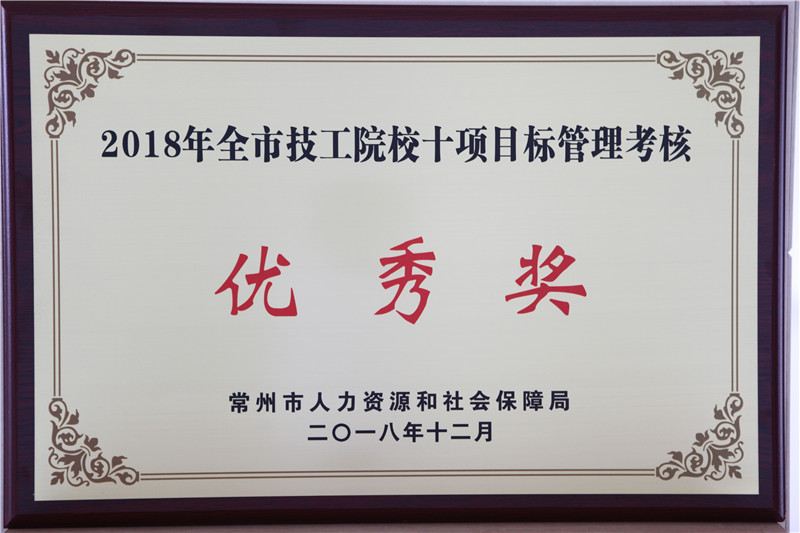 2018年全市技工院校十项目标管理考核
优秀奖
常州市人力资源和社会保障局
二〇一八年十二月